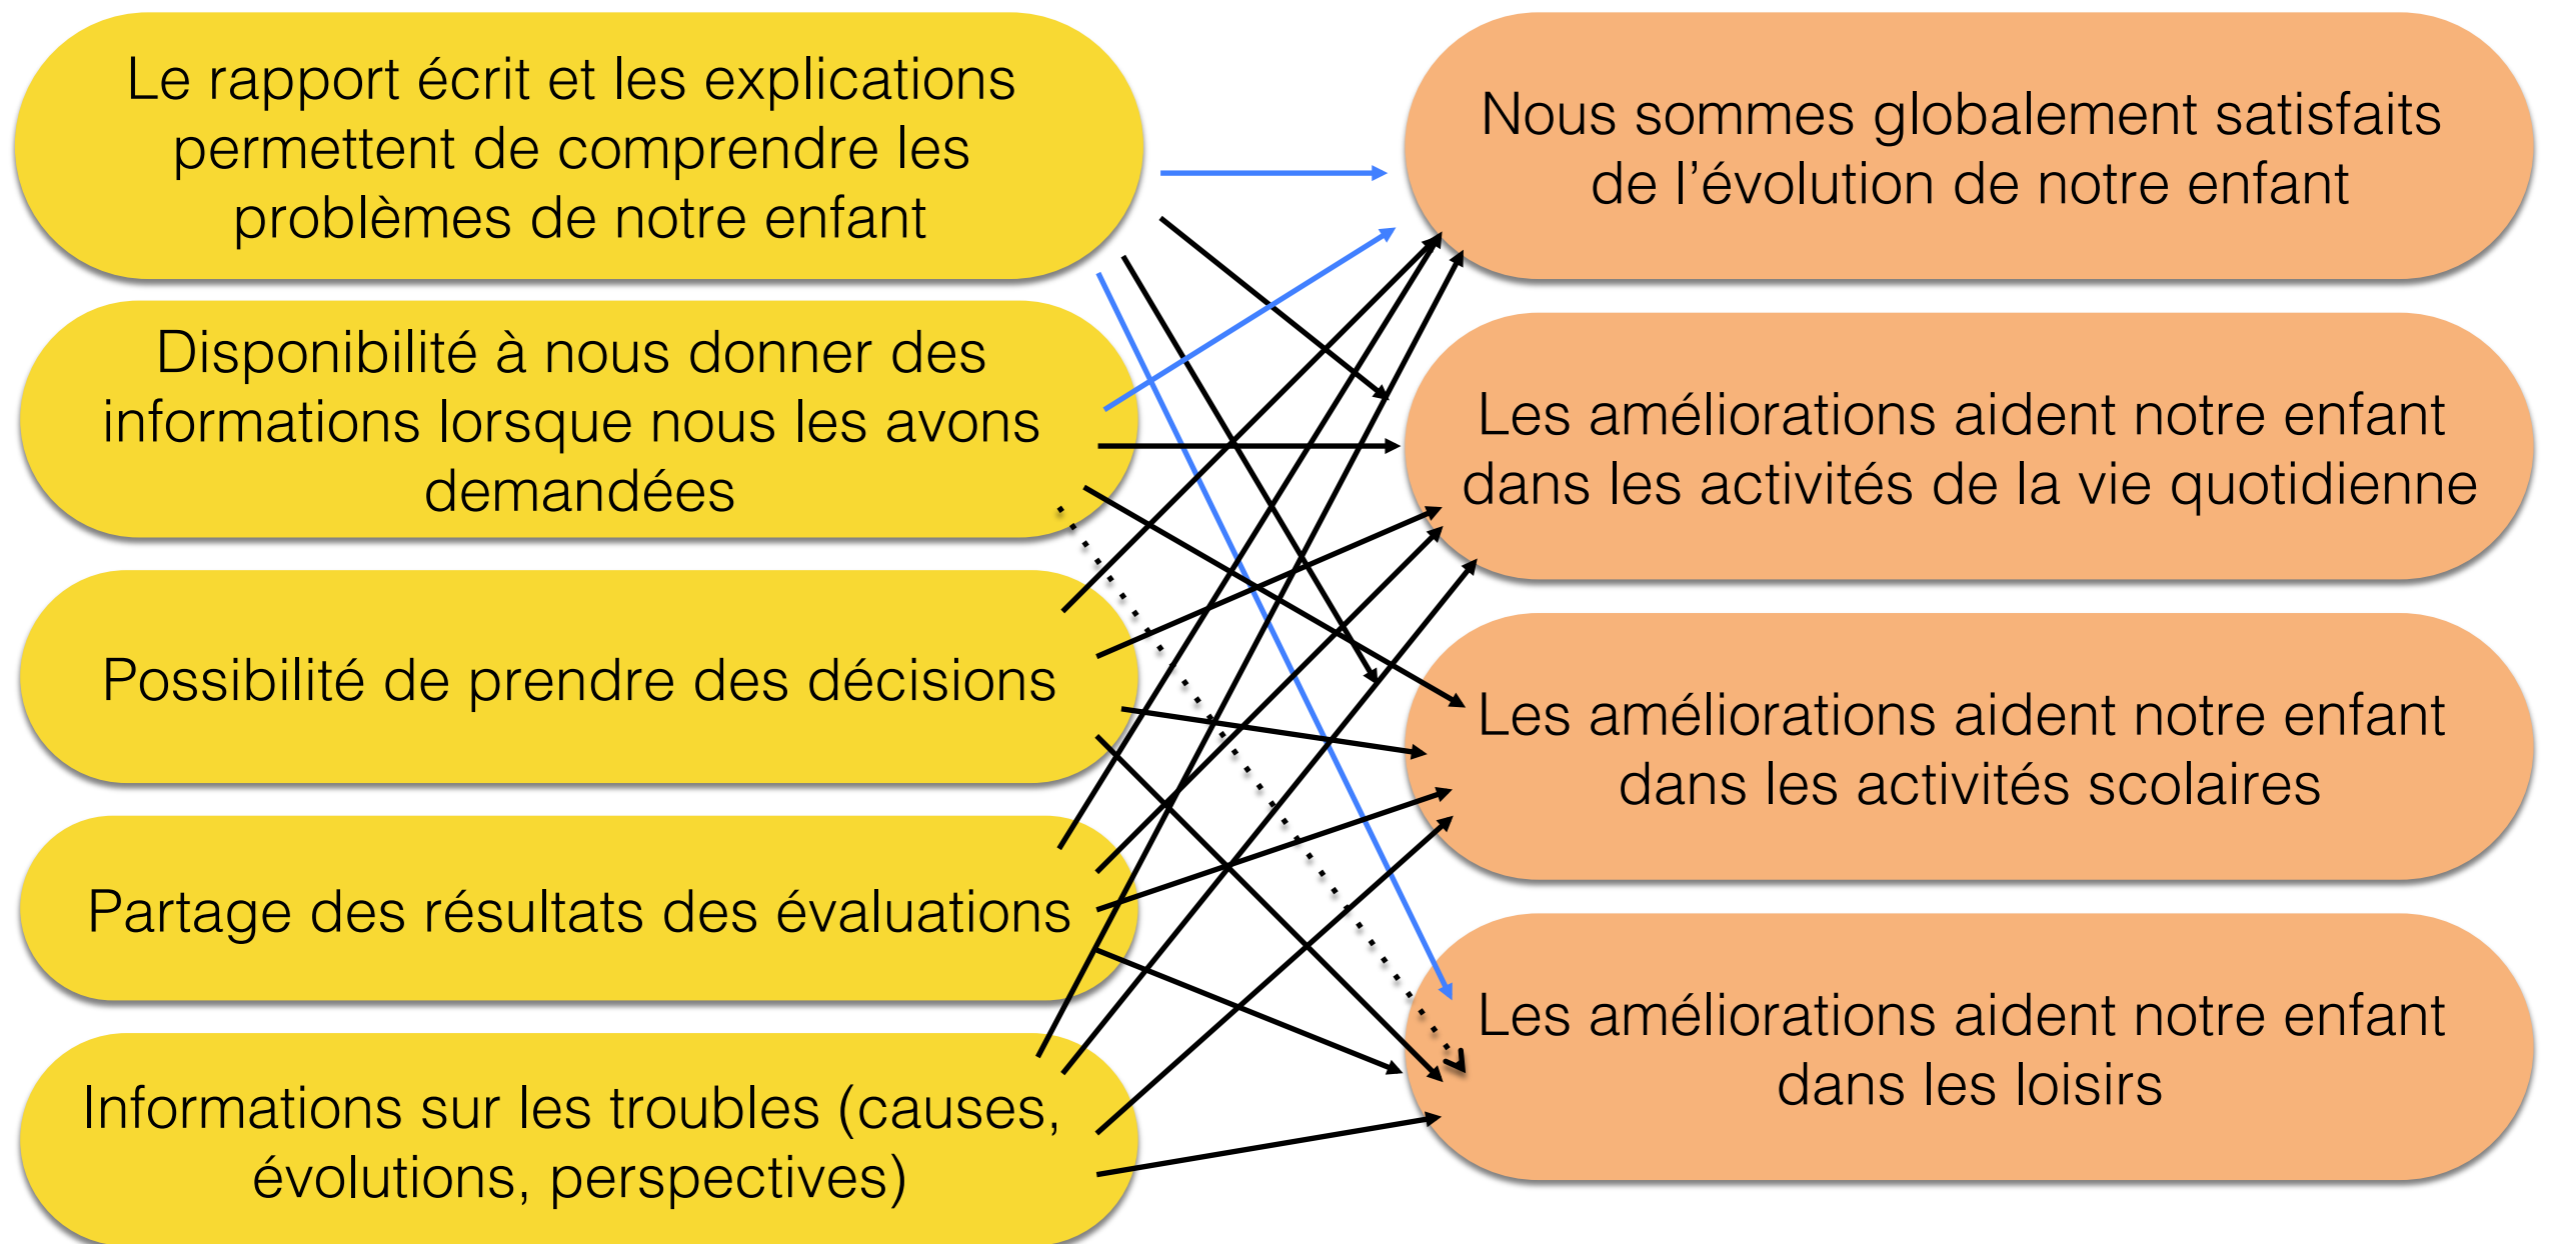 Le rapport écrit et les explications
permettent de comprendre les
problèmes de notre enfant
Disponibilité à nous donner des
informations lorsque nous les avons
demandées
Possibilité de prendre des décisions
Partage des résultats des évaluations
Informations sur les troubles (causes,
évolutions, perspectives)
Nous sommes globalement satisfaits
de l’évolution de notre enfant
Les améliorations aident notre enfant
dans les activités de la vie quotidienne
Les améliorations aident notre enfant
dans les activités scolaires
Les améliorations aident notre enfant
dans les loisirs